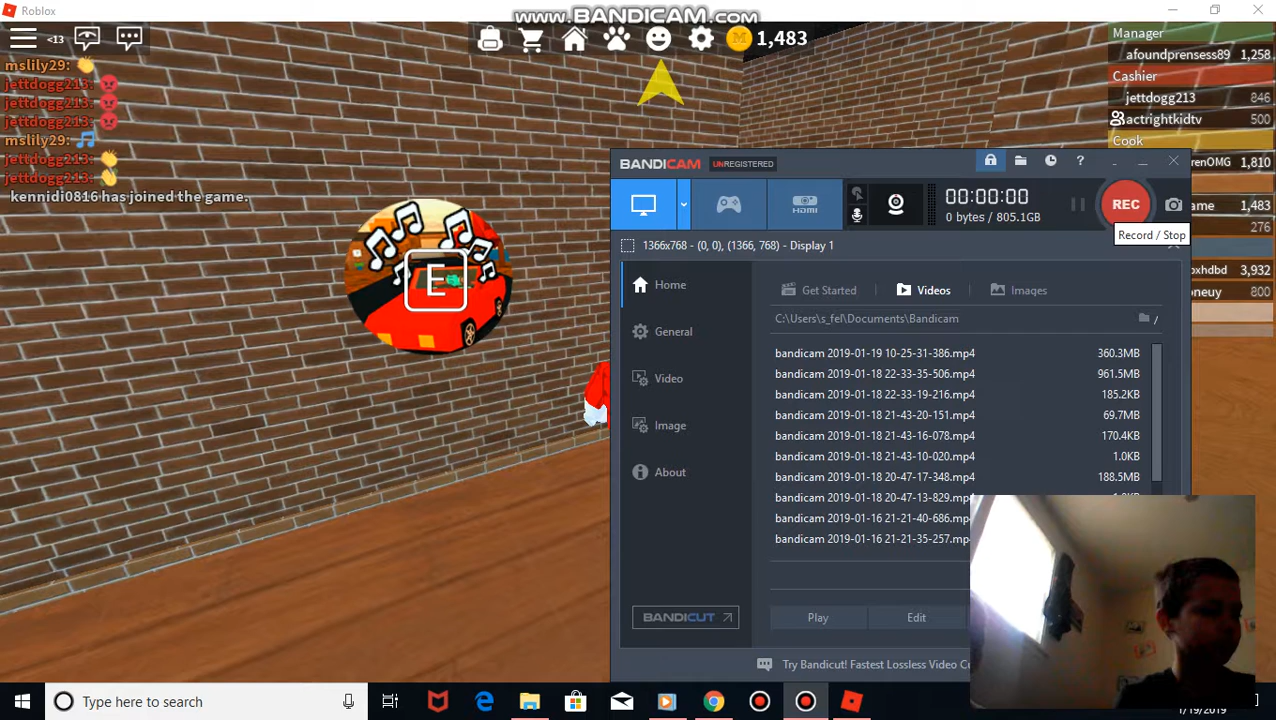 Roblox
www.BANDICAM.com
<13
1,483
mslily29:
jettdogg213:
jettdogg213:
jettdogg213:
mslily29:
jettdogg213:
jettdogg213:
kennidi0816 has joined the game.
E
Manager
afoundprensess89 1,258
Cashier
jettdogg213 846
actrightkidtv 500
Cook
renOMG 1,810
ame 1,483
276
oxhdbd 3,932
oneuy 800
BANDICAM UNREGISTERED
?
HDMI
00:00:00
0 bytes / 805.1GB
REC
Record / Stop
1366x768 - (0, 0), (1366, 768) - Display 1
Home
General
Video
Image
About
BANDICUT
Get Started
Videos
Images
C:\Users\s_fel\Documents\Bandicam
/
bandicam 2019-01-19 10-25-31-386.mp4 360.3MB
bandicam 2019-01-18 22-33-35-506.mp4 961.5MB
bandicam 2019-01-18 22-33-19-216.mp4 185.2KB
bandicam 2019-01-18 21-43-20-151.mp4 69.7MB
bandicam 2019-01-18 21-43-16-078.mp4 170.4KB
bandicam 2019-01-18 21-43-10-020.mp4 1.0KB
bandicam 2019-01-18 20-47-17-348.mp4 188.5MB
bandicam 2019-01-18 20-47-13-829.mp4
bandicam 2019-01-16 21-21-40-686.mp
bandicam 2019-01-16 21-21-35-257.mp
Play
Edit
Try Bandicut! Fastest Lossless Video Cu
Type here to search
1/19/2019